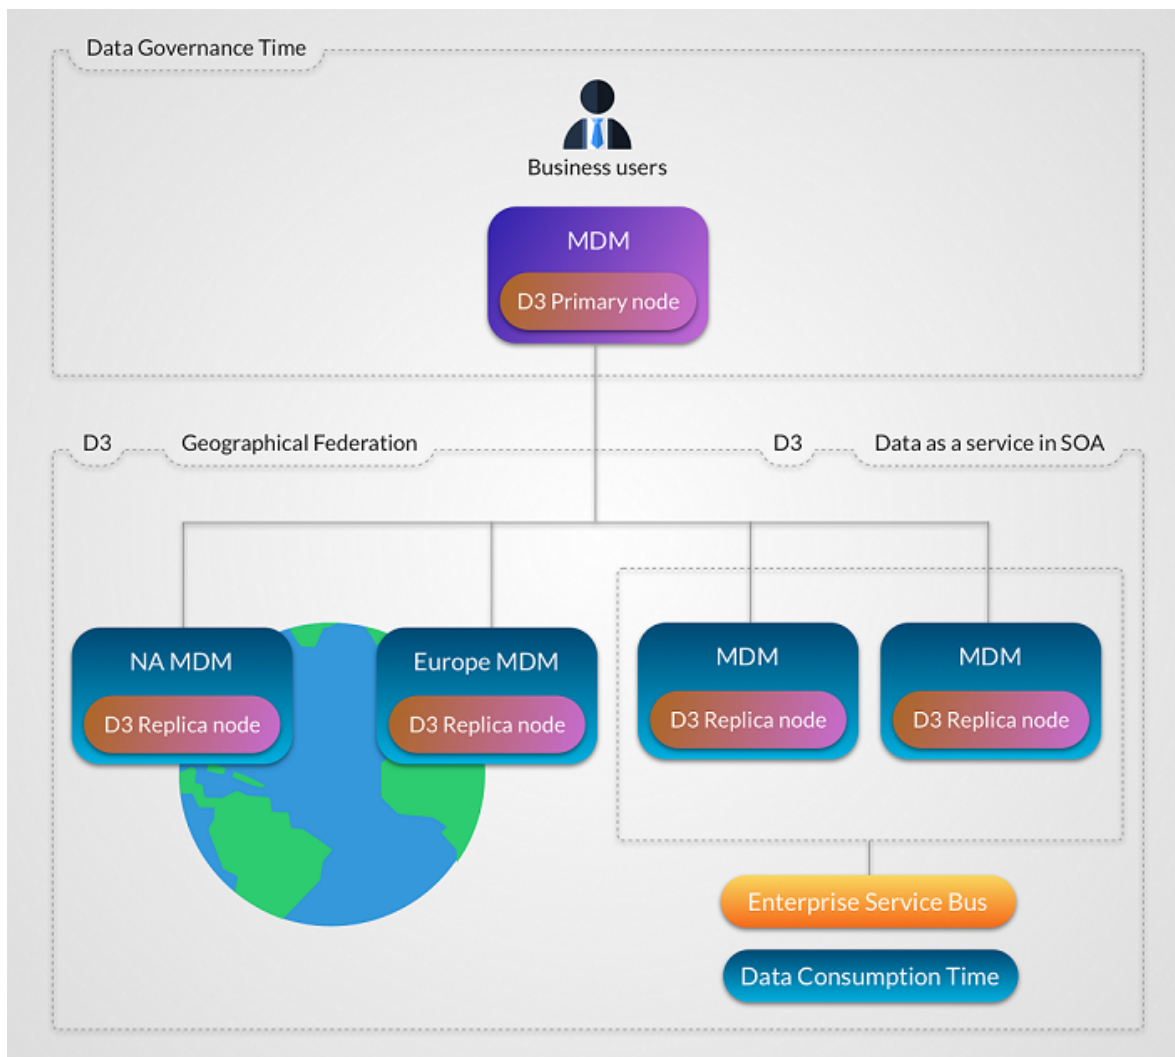 Data Governance Time
Business users
MDM
D3 Primary node
D3
Geographical Federation
D3
Data as a service in SOA
NA MDM
D3 Replica node
Europe MDM
D3 Replica node
MDM
D3 Replica node
MDM
D3 Replica node
Enterprise Service Bus
Data Consumption Time